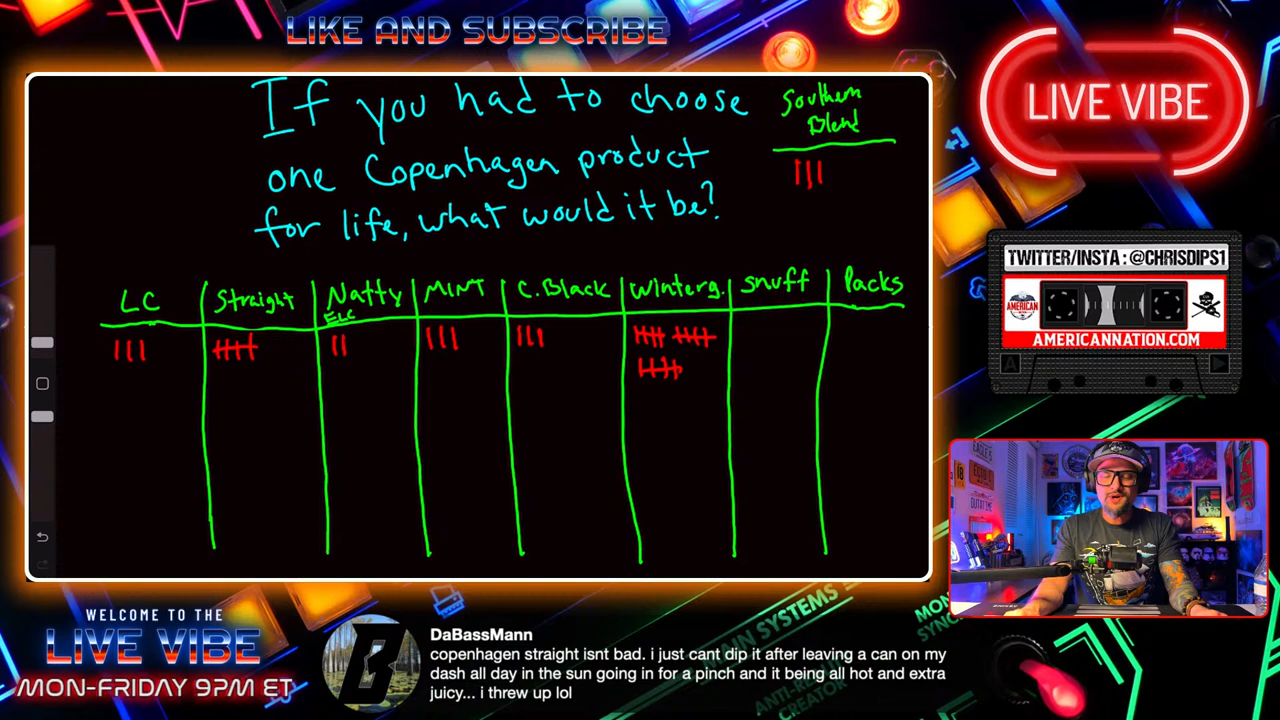 LIKE AND SUBSCRIBE
If you had to choose
one Copenhagen product
for life, what would it be?
Southern
Blend
LC
Straight
Natty
ELC
MINT
C Black
Winterg.
snuff
Packs
LIVE VIBE
TWITTER/INSTA : @CHRISDIPS1
AMERICAN
AMERICANNATION.COM
A
WELCOME TO THE
LIVE VIBE
MON-FRIDAY 9PM ET
DaBassMann
copenhagen straight isnt bad. i just cant dip it after leaving a can on my
dash all day in the sun going in for a pinch and it being all hot and extra
juicy... i threw up lol
MAIN SYSTEMS